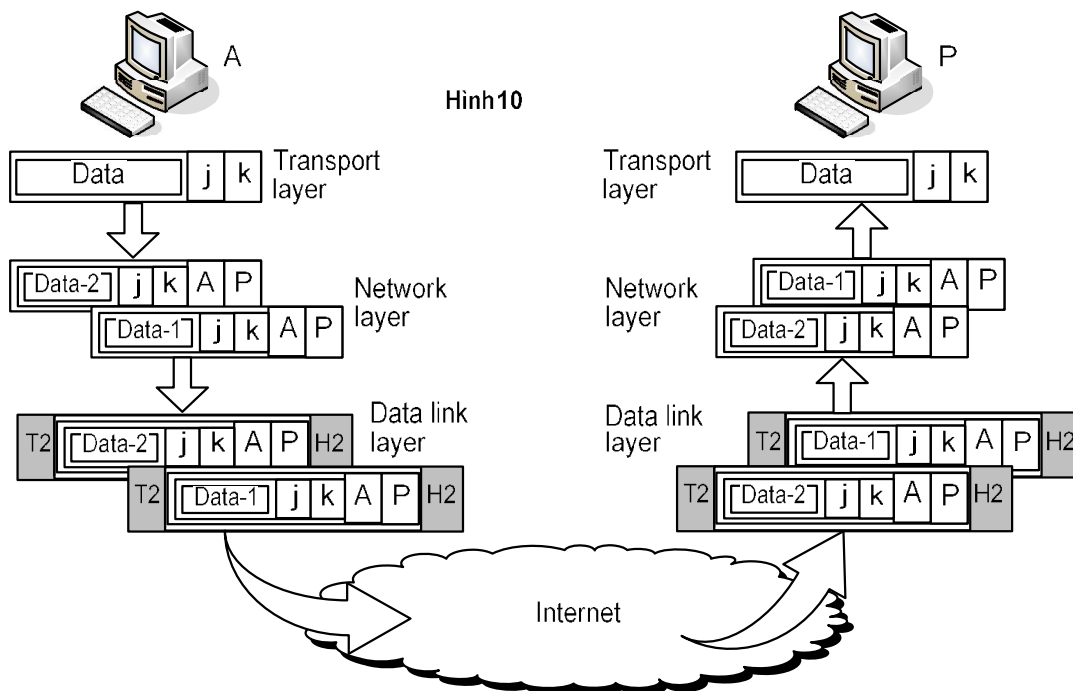 A
P
Hình10
Data j k
Transport
layer
Transport
layer
Data j k
Data-2 j k A P
Network
layer
Data-1 j k A P
Network
layer
Data-1 j k A P
Data-2 j k A P
T2 Data-2 j k A P H2
Data link
layer
T2 Data-1 j k A P H2
Data link
layer
T2 Data-1 j k A P H2
T2 Data-2 j k A P H2
Internet